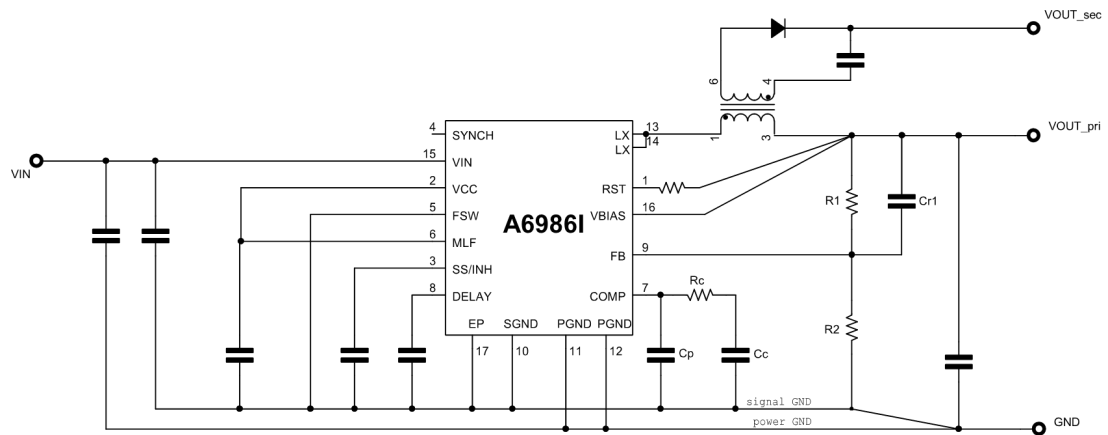 VOUT_sec
6
4
1
3
VOUT_pri
VIN
4
SYNCH
15
VIN
2
VCC
5
FSW
6
MLF
3
SS/INH
8
DELAY
A6986I
LX
13
LX
14
RST
1
VBIAS
16
FB
9
COMP
7
EP
SGND
PGND
PGND
17
10
11
12
R1
Cr1
Rc
R2
Cp
Cc
signal GND
power GND
GND